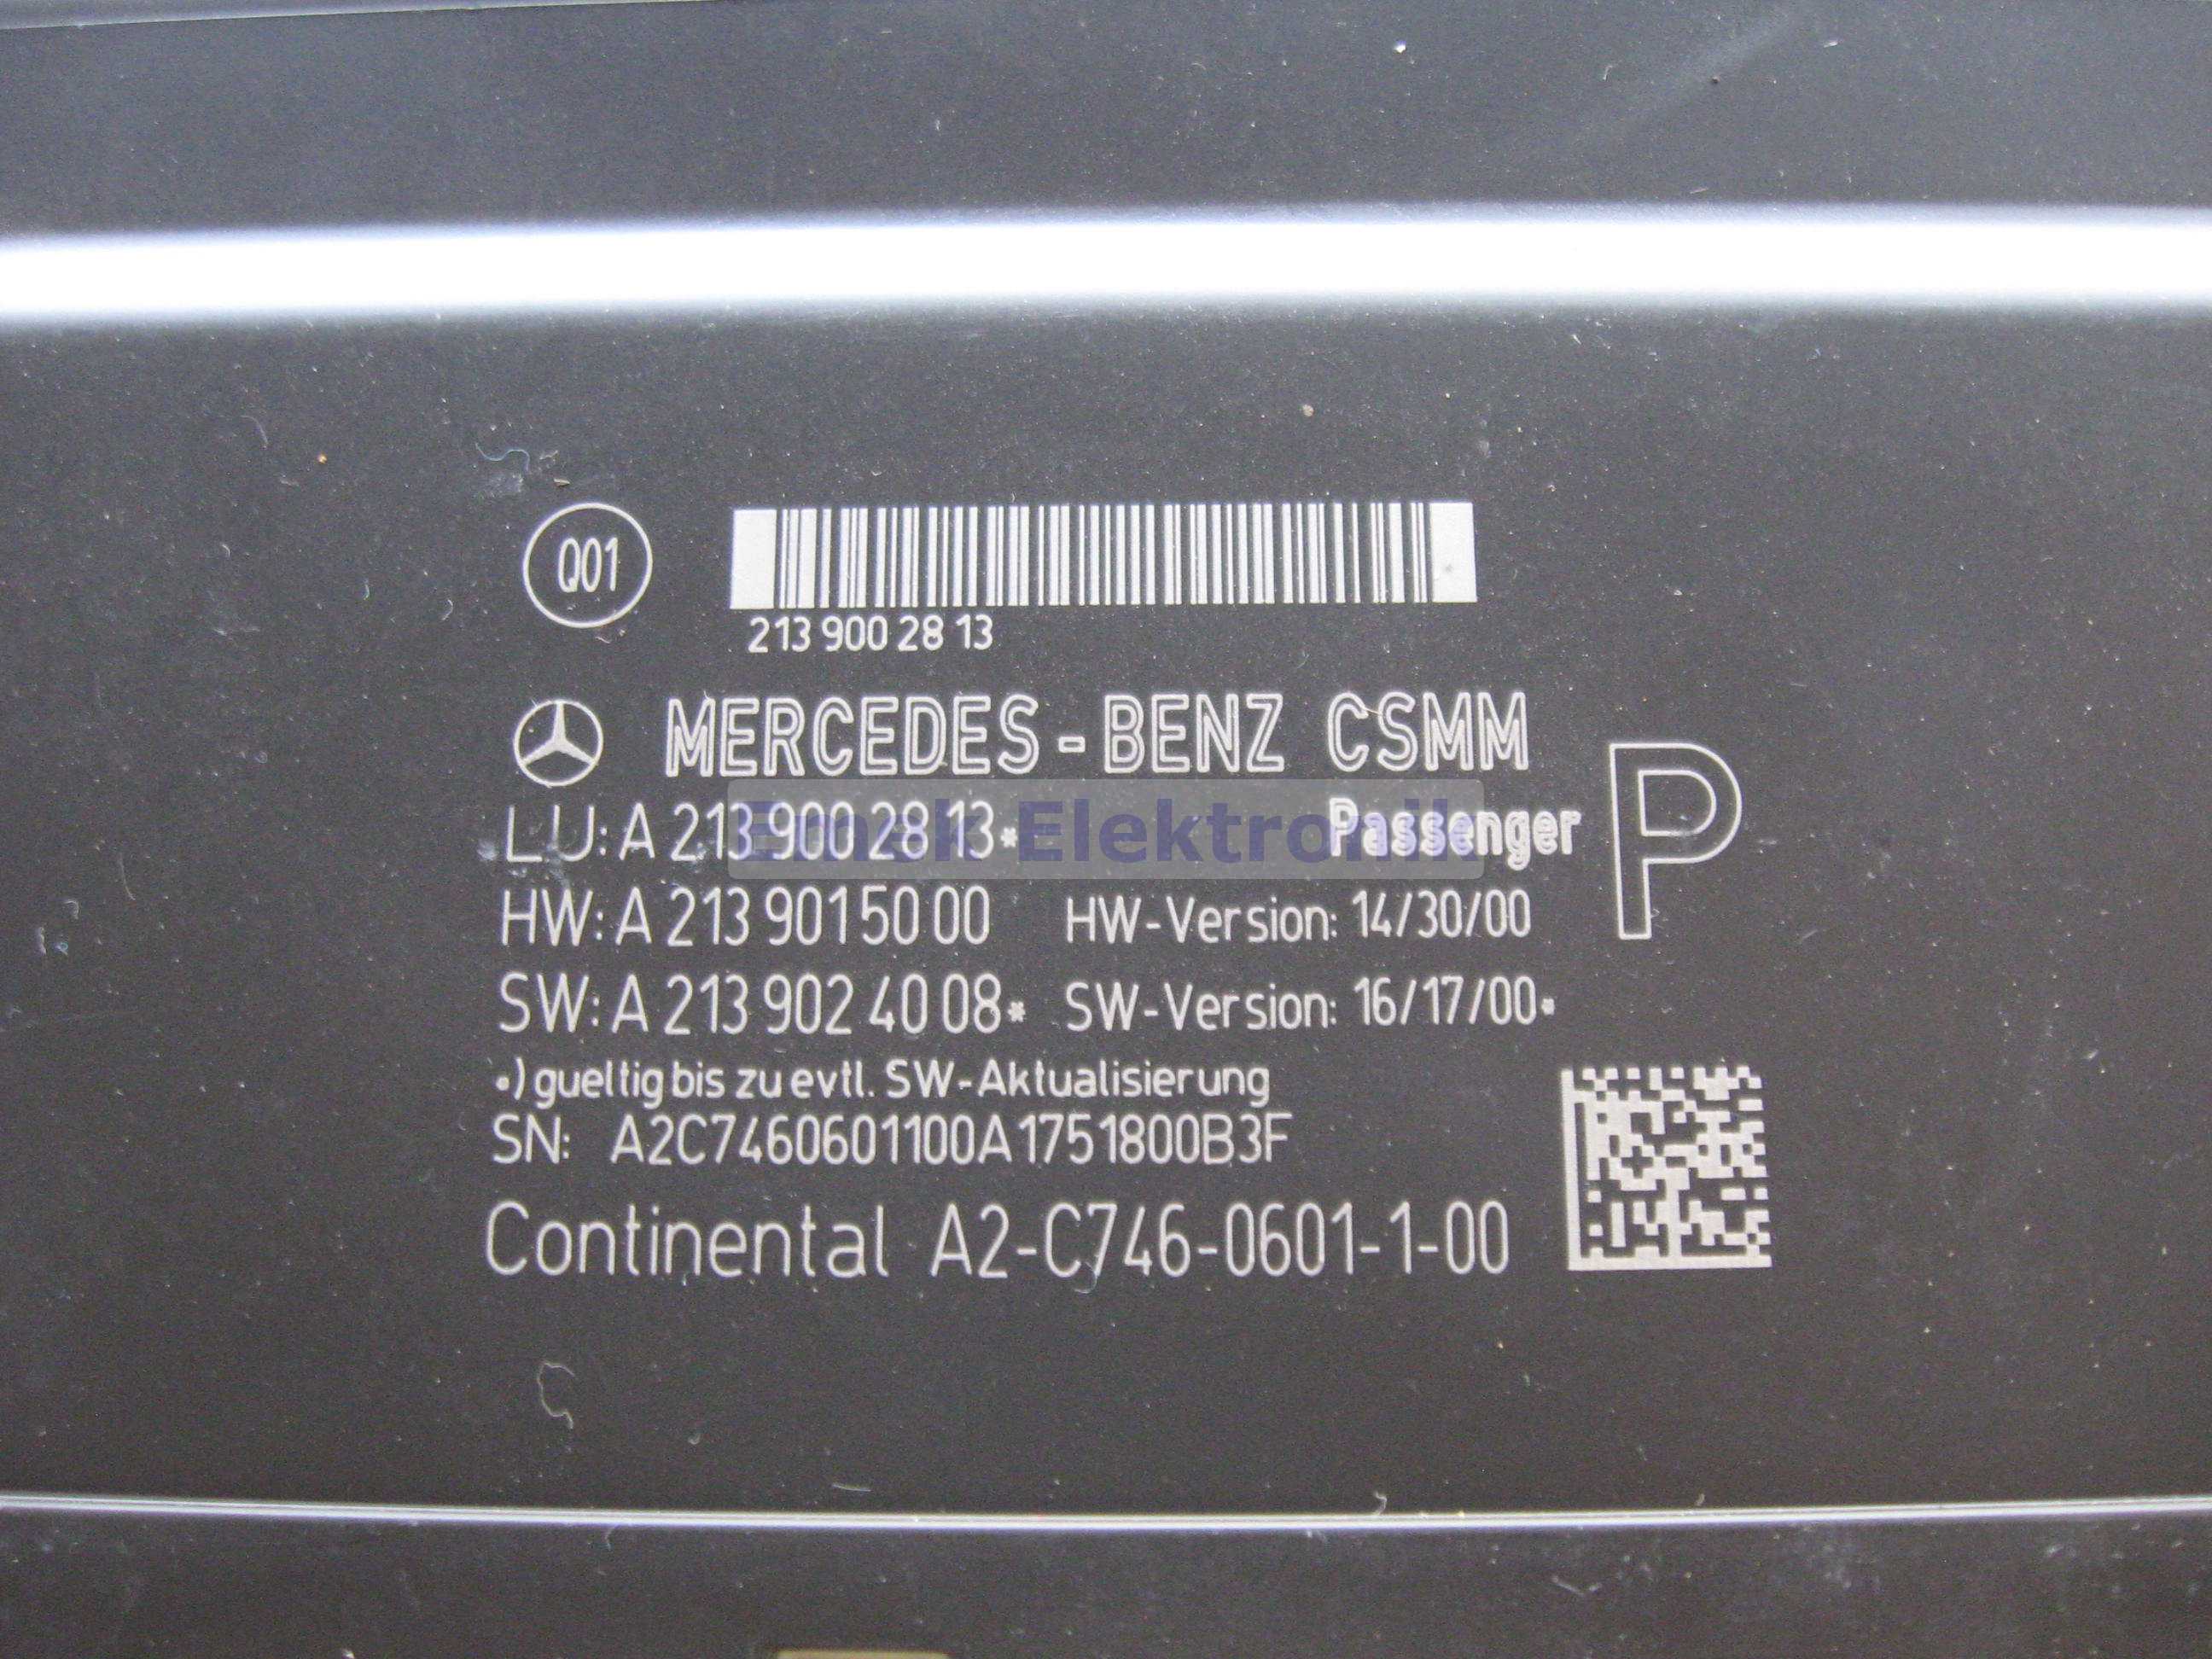 Q01
213 900 28 13
MERCEDES-BENZ CSMM
LU: A 213 900 28 13* Passenger P
Emek Elektronik
HW: A 213 901 50 00 HW-Version: 14/30/00
SW: A 213 902 40 08* SW-Version: 16/17/00*
*) gueltig bis zu evtl. SW-Aktualisierung
SN: A2C7460601100A1751800B3F
Continental A2-C746-0601-1-00